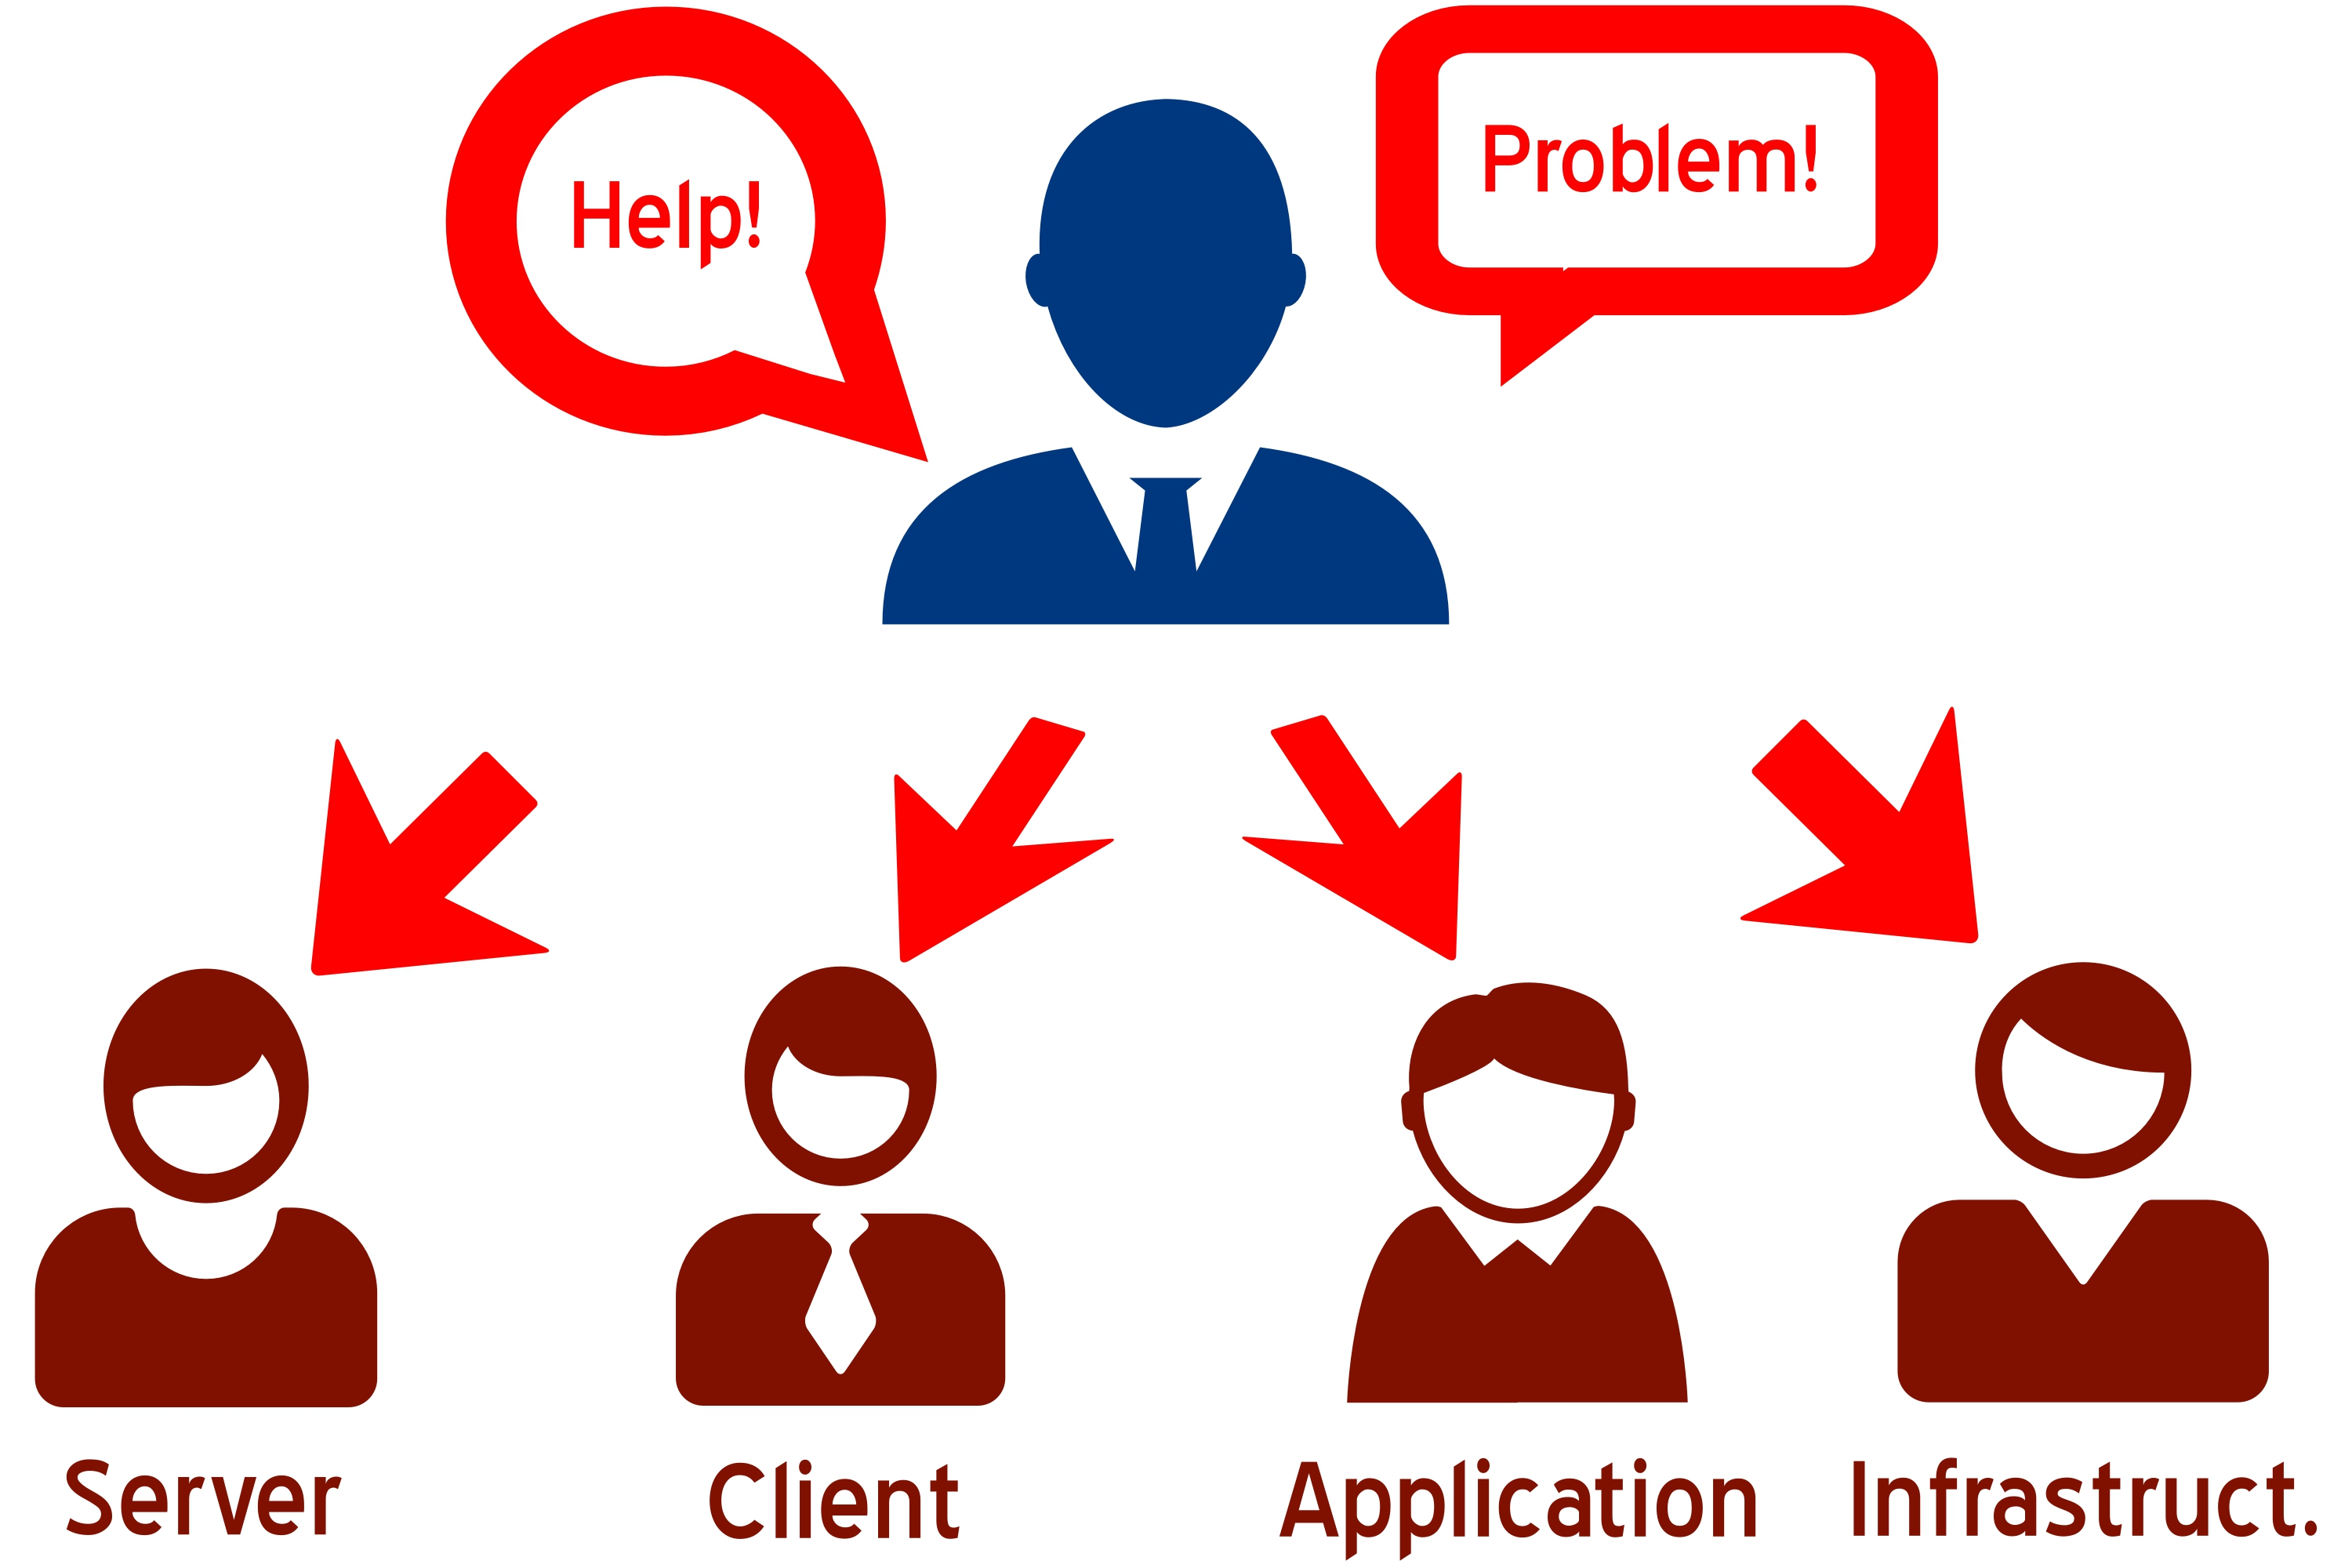 Help!
Problem!
Server
Client
Application
Infrastruct.